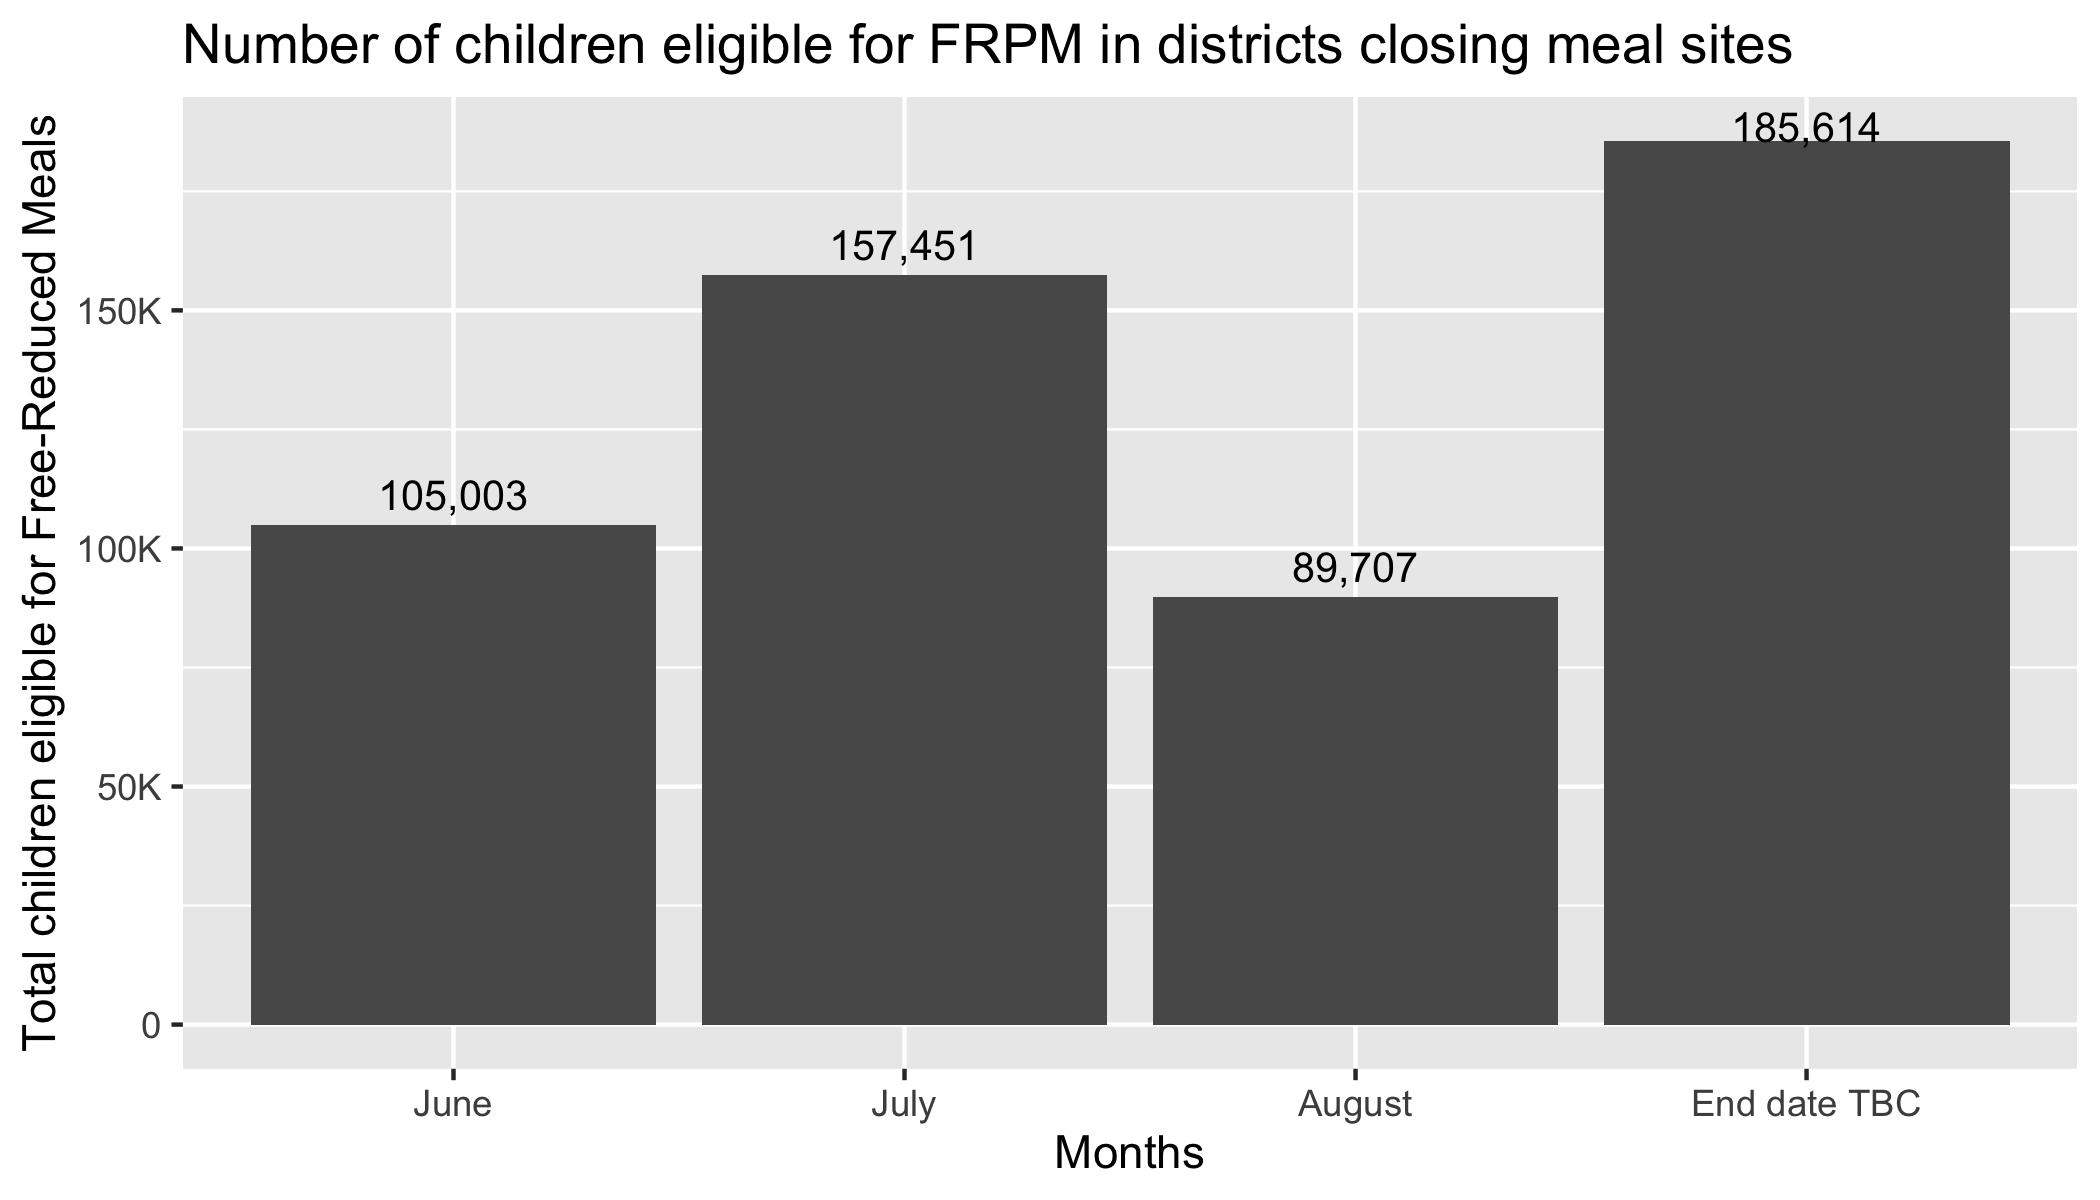 Number of children eligible for FRPM in districts closing meal sites
Total children eligible for Free-Reduced Meals
185,614
157,451
150K
105,003
100K
89,707
50K
0
June
July
August
End date TBC
Months